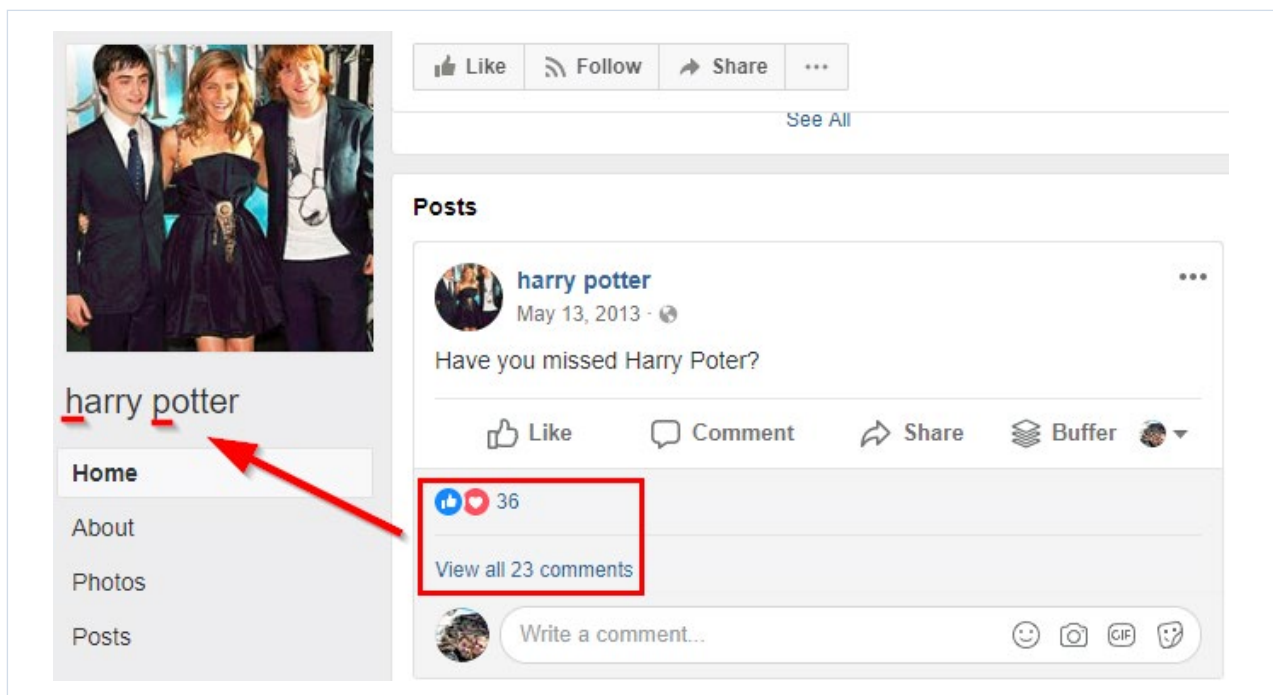 Like Follow Share ...
See All
Posts
harry potter
May 13, 2013 ·
Have you missed Harry Poter?
Like Comment Share Buffer
36
View all 23 comments
Write a comment...
GIF
harry potter
Home
About
Photos
Posts